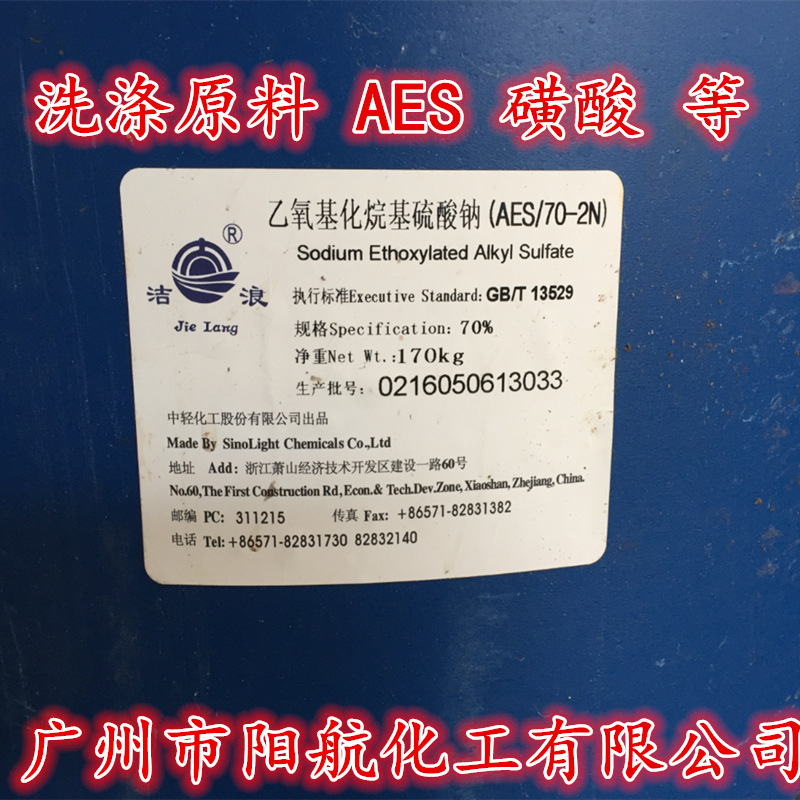 洗涤原料 AES 磺酸 等
乙氧基化烷基硫酸钠(AES/70-2N)
Sodium Ethoxylated Alkyl Sulfate
®
洁 浪
Jie Lang
执行标准Executive Standard: GB/T 13529
规格Specification: 70%
净重Net Wt.:170kg
生产批号: 0216050613033
中轻化工股份有限公司出品
Made By SinoLight Chemicals Co.,Ltd
地址 Add: 浙江萧山经济技术开发区建设一路60号
No.60,The First Construction Rd, Econ.& Tech.Dev.Zone, Xiaoshan, Zhejiang, China.
邮编 PC: 311215 传真 Fax: +86571-82831382
电话 Tel:+86571-82831730 82832140
广州市阳航化工有限公司